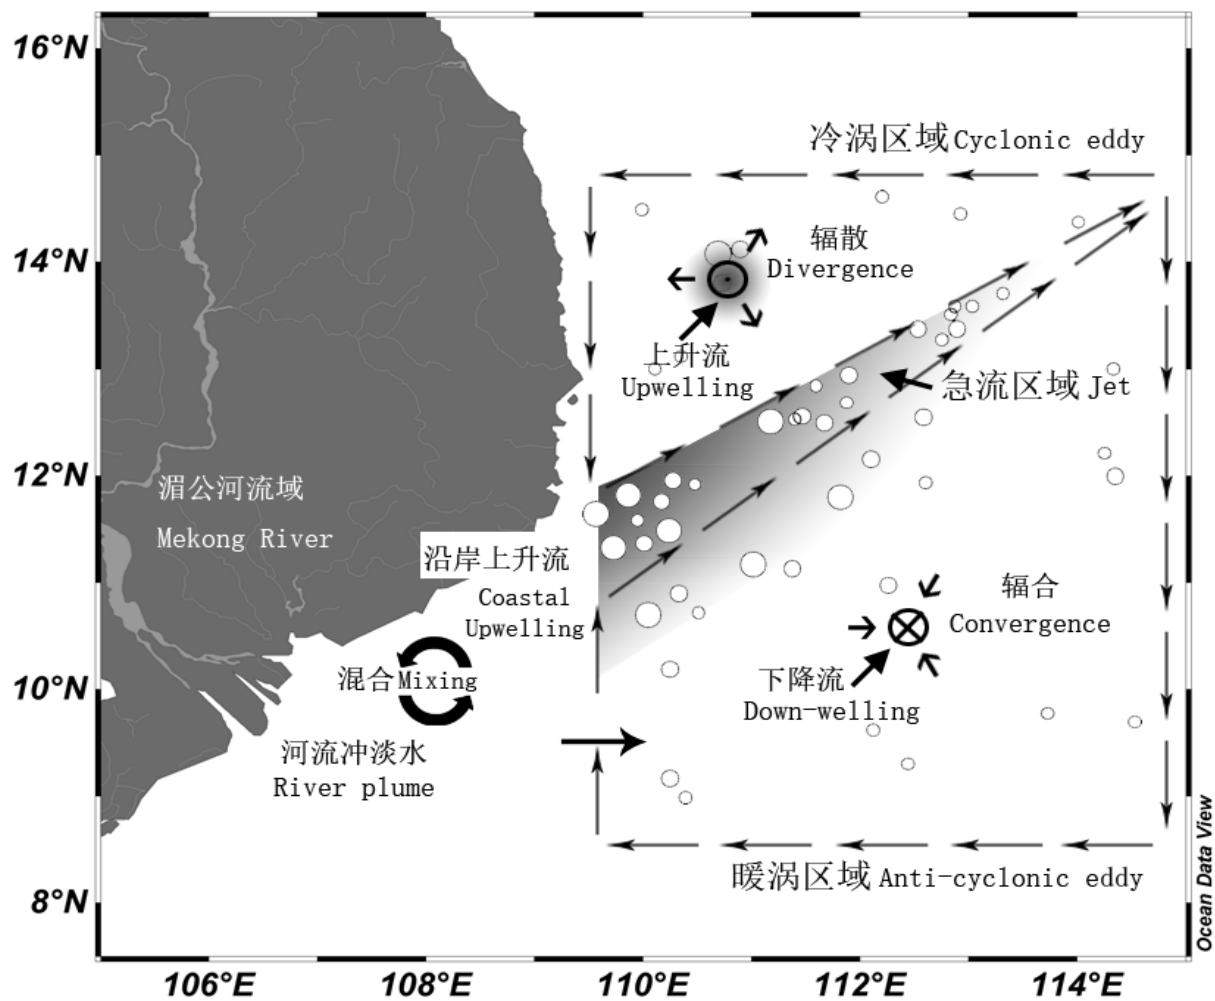 16°N
14°N
12°N
10°N
8°N
106°E
108°E
110°E
112°E
114°E
冷涡区域 Cyclonic eddy
辐散
Divergence
上升流
Upwelling
急流区域 Jet
湄公河流域
Mekong River
沿岸上升流
Coastal
Upwelling
混合 Mixing
河流冲淡水
River plume
辐合
Convergence
下降流
Down-welling
暖涡区域 Anti-cyclonic eddy
Ocean Data View